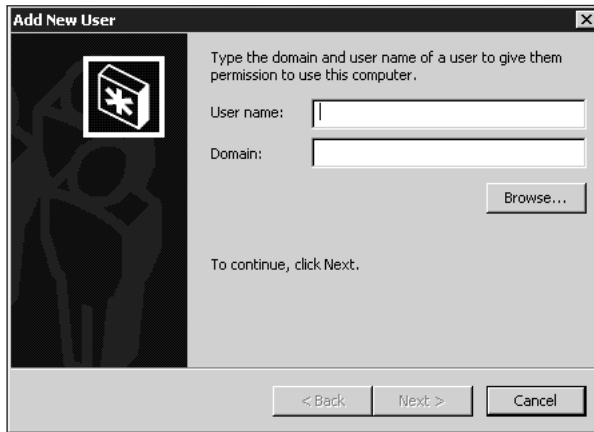 Add New User
Type the domain and user name of a user to give them
permission to use this computer.
User name:
Domain:
Browse...
To continue, click Next.
< Back
Next >
Cancel